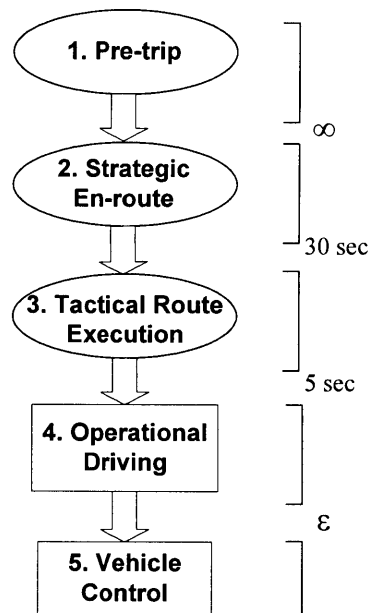 1. Pre-trip
∞
2. Strategic
En-route
30 sec
3. Tactical Route
Execution
5 sec
4. Operational
Driving
ε
5. Vehicle
Control